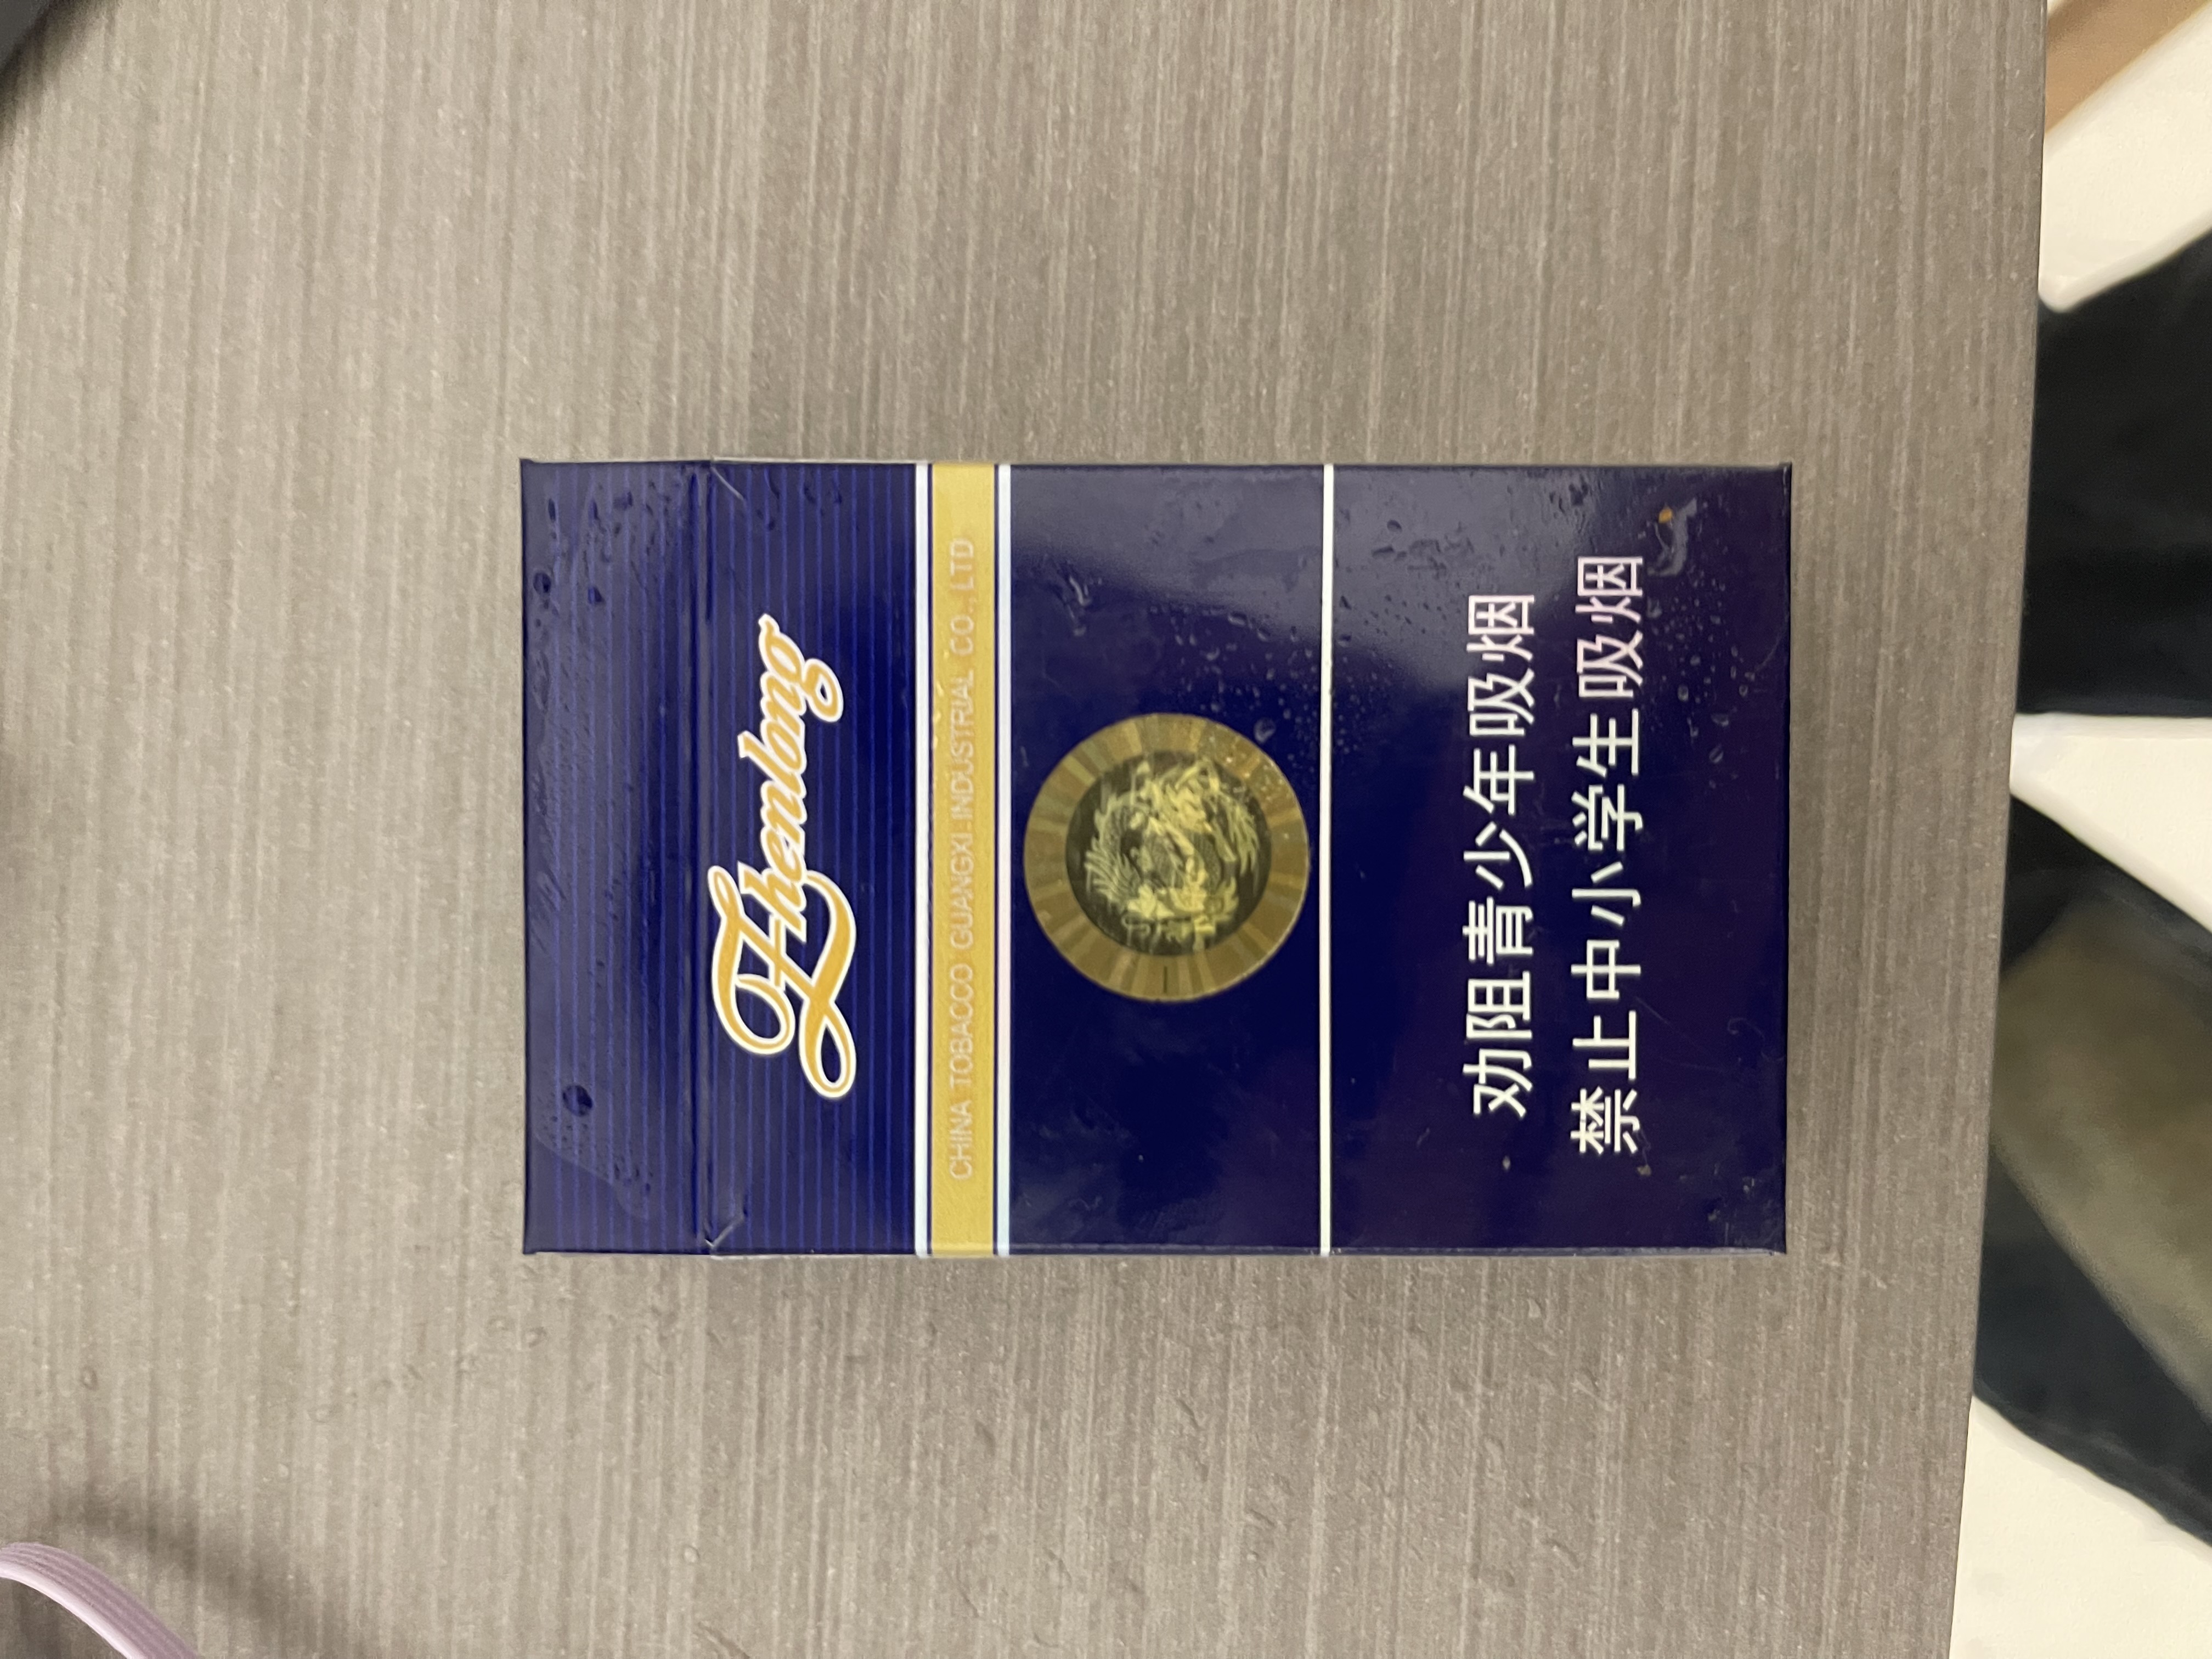 Zhenlong
CHINA TOBACCO GUANGXI INDUSTRIAL CO., LTD
劝阻青少年吸烟
禁止中小学生吸烟